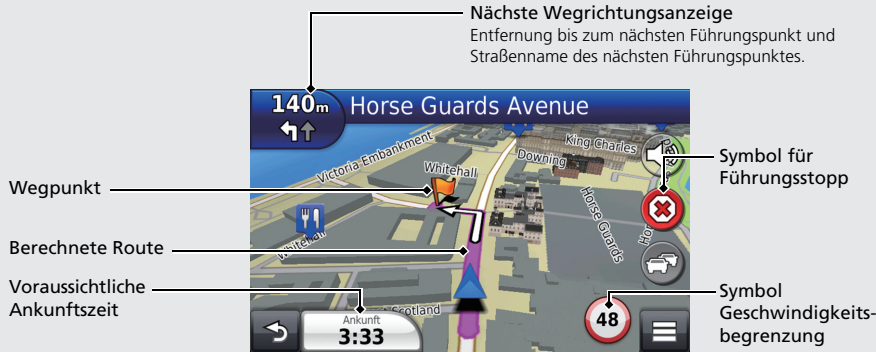 Nächste Wegrichtungsanzeige
Entfernung bis zum nächsten Führungspunkt und
Straßenname des nächsten Führungspunktes.
140m
Horse Guards Avenue
Victoria Embankment
Whitehall
King Charles
Downing
Symbol für
Führungsstopp
Wegpunkt
Horse Guards
Whitehall
Berechnete Route
Voraussichtliche
Ankunftszeit
Scotland
Ankunft
3:33
48
Symbol
Geschwindigkeits-
begrenzung